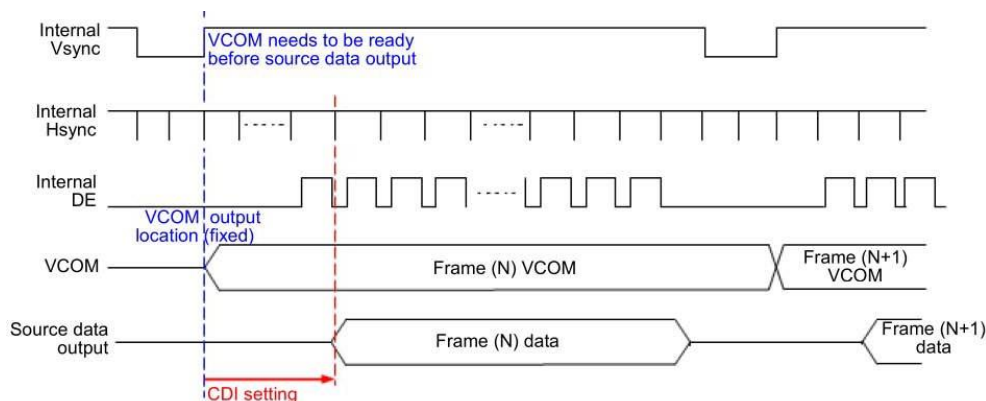 Internal
Vsync
VCOM needs to be ready
before source data output
Internal
Hsync
Internal
DE
VCOM output
location (fixed)
VCOM
Frame (N) VCOM
Frame (N+1)
VCOM
Source data
output
Frame (N) data
Frame (N+1)
data
CDI setting